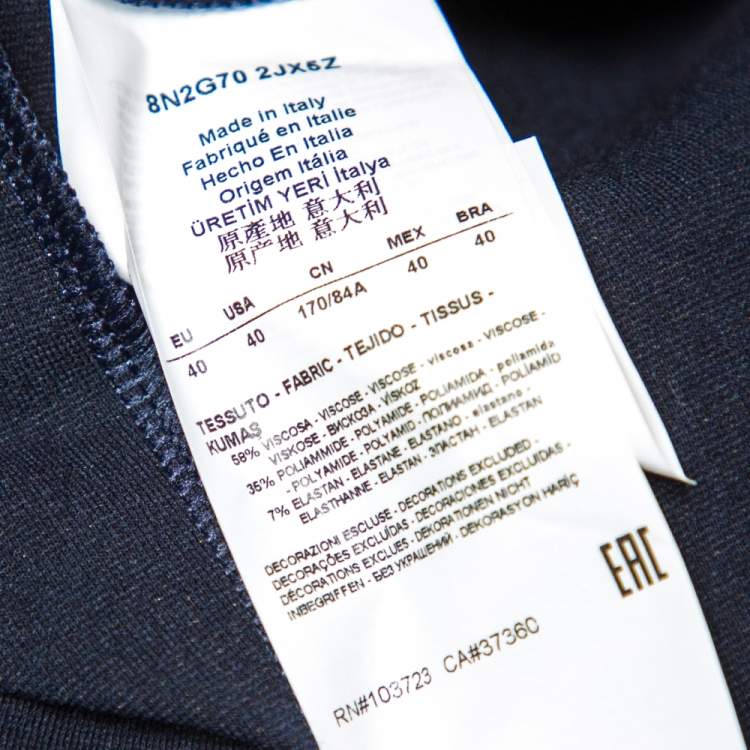 8N2G70 2JX5Z
Made in Italy
Fabriqué en Italie
Hecho En Italia
Origem Itália
ÜRETİM YERİ İtalya
原產地 意大利
原产地 意大利
EU USA CN MEX BRA
40 40 170/84A 40 40
TESSUTO - FABRIC - TEJIDO - TISSUS -
KUMAŞ
58% VISCOSA - VISCOSE - VISCOSE - viscosa - VISCOSE -
VISKOSE - ВИСКОЗА - VİSKOZ
35% POLIAMMIDE - POLYAMIDE - POLIAMIDA - poliamida
- POLYAMIDE - POLYAMID - ПОЛИАМИД - POLİAMİD
7% ELASTAN - ELASTANE - ELASTANO - elastano -
ELASTHANNE - ELASTAN - ЭЛАСТАН - ELASTAN
DECORAZIONI ESCLUSE - DECORATIONS EXCLUDED -
DECORAÇÕES EXCLUÍDAS - DECORACIONES EXCLUÍDAS -
DÉCORATIONS EXCLUES - DEKORATIONEN NICHT
INBEGRIFFEN - БЕЗ УКРАШЕНИЙ - DEKORASYON HARİÇ
EAC
RN#103723 CA#37360